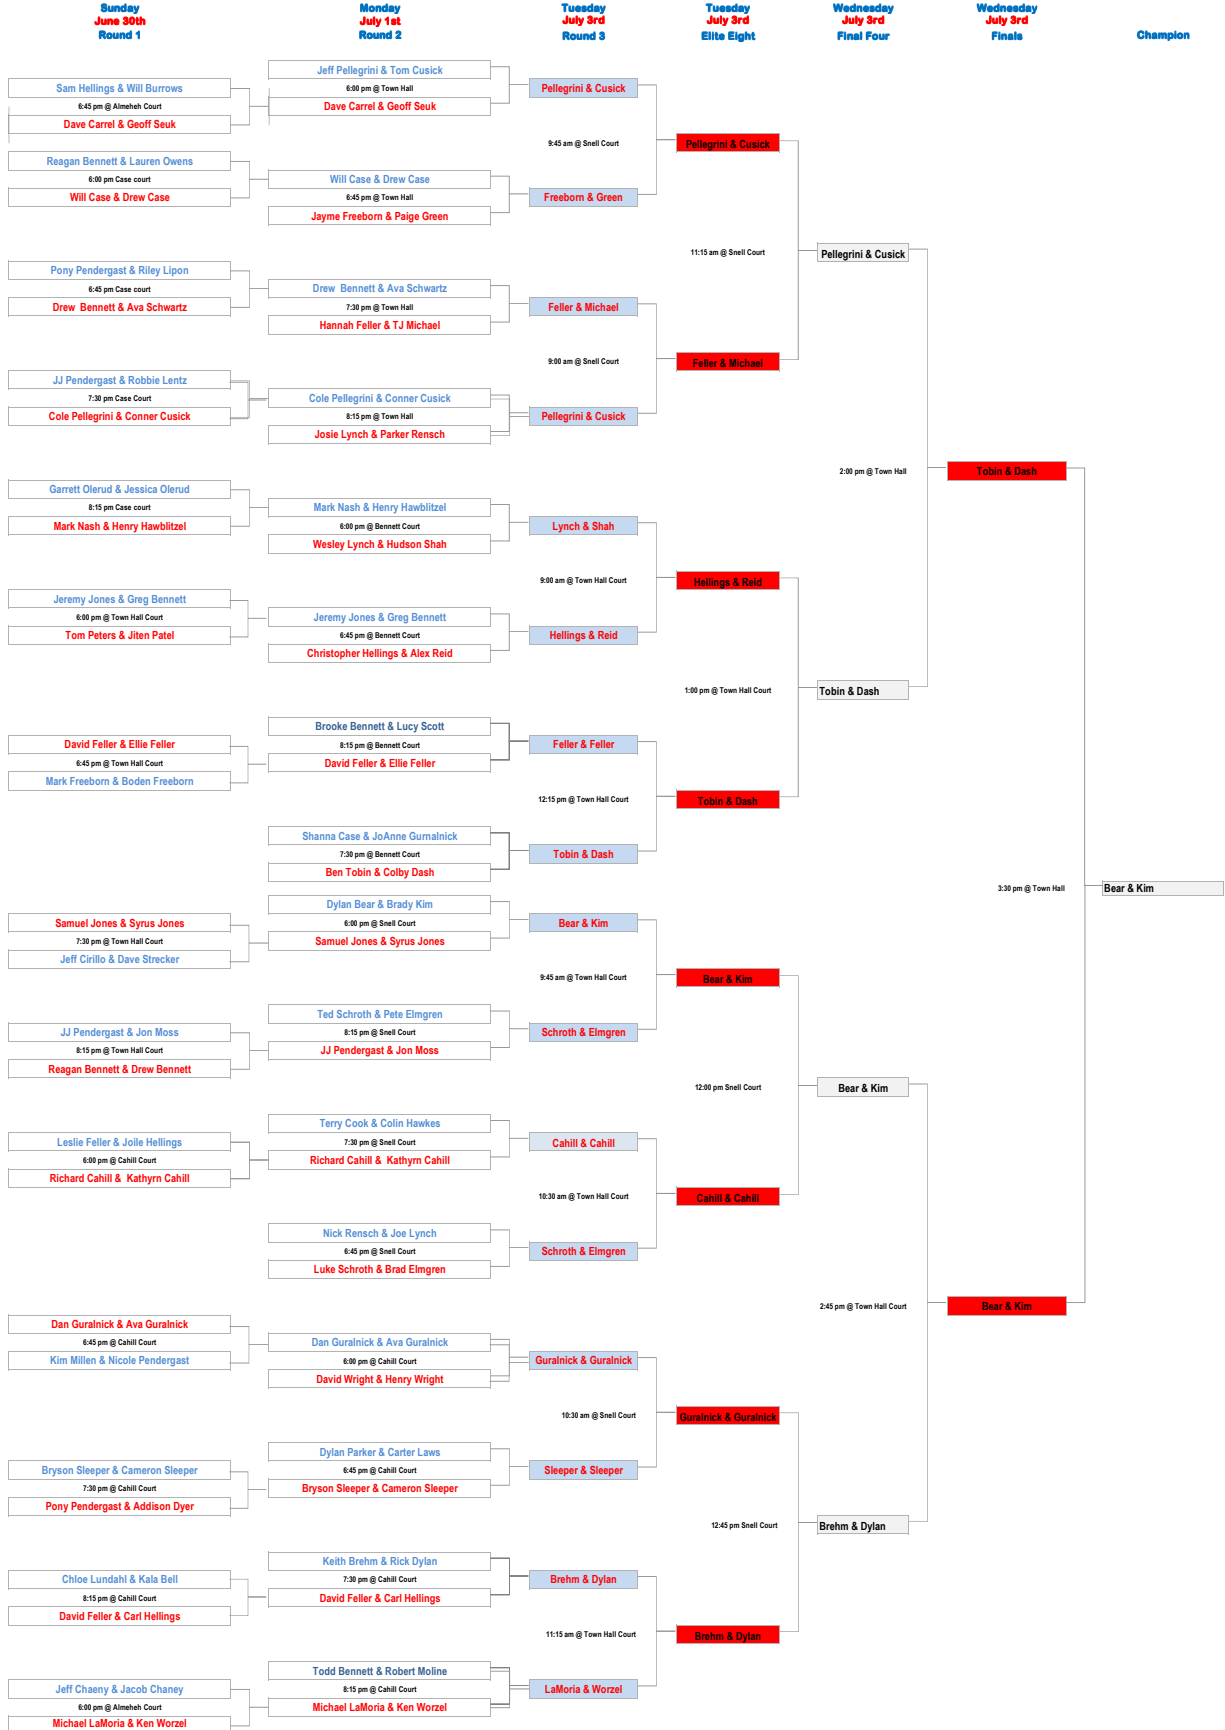 Sunday
June 30th
Round 1
Monday
July 1st
Round 2
Tuesday
July 3rd
Round 3
Tuesday
July 3rd
Elite Eight
Wednesday
July 3rd
Final Four
Wednesday
July 3rd
Finals
Champion
Sam Hellings & Will Burrows
6:45 pm @ Almeheh Court
Dave Carrel & Geoff Seuk
Reagan Bennett & Lauren Owens
6:00 pm Case court
Will Case & Drew Case
Pony Pendergast & Riley Lipon
6:45 pm Case court
Drew Bennett & Ava Schwartz
JJ Pendergast & Robbie Lentz
7:30 pm Case Court
Cole Pellegrini & Conner Cusick
Garrett Olerud & Jessica Olerud
8:15 pm Case court
Mark Nash & Henry Hawblitzel
Jeremy Jones & Greg Bennett
6:00 pm @ Town Hall Court
Tom Peters & Jiten Patel
David Feller & Ellie Feller
6:45 pm @ Town Hall Court
Mark Freeborn & Boden Freeborn
Samuel Jones & Syrus Jones
7:30 pm @ Town Hall Court
Jeff Cirillo & Dave Strecker
JJ Pendergast & Jon Moss
8:15 pm @ Town Hall Court
Reagan Bennett & Drew Bennett
Leslie Feller & Joile Hellings
6:00 pm @ Cahill Court
Richard Cahill & Kathyrn Cahill
Dan Guralnick & Ava Guralnick
6:45 pm @ Cahill Court
Kim Millen & Nicole Pendergast
Bryson Sleeper & Cameron Sleeper
7:30 pm @ Cahill Court
Pony Pendergast & Addison Dyer
Chloe Lundahl & Kala Bell
8:15 pm @ Cahill Court
David Feller & Carl Hellings
Jeff Chaeny & Jacob Chaney
6:00 pm @ Almeheh Court
Michael LaMoria & Ken Worzel
Jeff Pellegrini & Tom Cusick
6:00 pm @ Town Hall
Dave Carrel & Geoff Seuk
Will Case & Drew Case
6:45 pm @ Town Hall
Jayme Freeborn & Paige Green
Drew Bennett & Ava Schwartz
7:30 pm @ Town Hall
Hannah Feller & TJ Michael
Cole Pellegrini & Conner Cusick
8:15 pm @ Town Hall
Josie Lynch & Parker Rensch
Mark Nash & Henry Hawblitzel
6:00 pm @ Bennett Court
Wesley Lynch & Hudson Shah
Jeremy Jones & Greg Bennett
6:45 pm @ Bennett Court
Christopher Hellings & Alex Reid
Brooke Bennett & Lucy Scott
8:15 pm @ Bennett Court
David Feller & Ellie Feller
Shanna Case & JoAnne Gurnalnick
7:30 pm @ Bennett Court
Ben Tobin & Colby Dash
Dylan Bear & Brady Kim
6:00 pm @ Snell Court
Samuel Jones & Syrus Jones
Ted Schroth & Pete Elmgren
8:15 pm @ Snell Court
JJ Pendergast & Jon Moss
Terry Cook & Colin Hawkes
7:30 pm @ Snell Court
Richard Cahill & Kathyrn Cahill
Nick Rensch & Joe Lynch
6:45 pm @ Snell Court
Luke Schroth & Brad Elmgren
Dan Guralnick & Ava Guralnick
6:00 pm @ Cahill Court
David Wright & Henry Wright
Dylan Parker & Carter Laws
6:45 pm @ Cahill Court
Bryson Sleeper & Cameron Sleeper
Keith Brehm & Rick Dylan
7:30 pm @ Cahill Court
David Feller & Carl Hellings
Todd Bennett & Robert Moline
8:15 pm @ Cahill Court
Michael LaMoria & Ken Worzel
Pellegrini & Cusick
9:45 am @ Snell Court
Freeborn & Green
Feller & Michael
9:00 am @ Snell Court
Pellegrini & Cusick
Lynch & Shah
9:00 am @ Town Hall Court
Hellings & Reid
Feller & Feller
12:15 pm @ Town Hall Court
Tobin & Dash
Bear & Kim
9:45 am @ Town Hall Court
Schroth & Elmgren
Cahill & Cahill
10:30 am @ Town Hall Court
Schroth & Elmgren
Guralnick & Guralnick
10:30 am @ Snell Court
Sleeper & Sleeper
Brehm & Dylan
11:15 am @ Town Hall Court
LaMoria & Worzel
Pellegrini & Cusick
11:15 am @ Snell Court
Feller & Michael
Hellings & Reid
1:00 pm @ Town Hall Court
Tobin & Dash
Bear & Kim
12:00 pm Snell Court
Cahill & Cahill
Guralnick & Guralnick
12:45 pm Snell Court
Brehm & Dylan
Pellegrini & Cusick
2:00 pm @ Town Hall
Tobin & Dash
Bear & Kim
2:45 pm @ Town Hall Court
Brehm & Dylan
Tobin & Dash
3:30 pm @ Town Hall
Bear & Kim
Bear & Kim